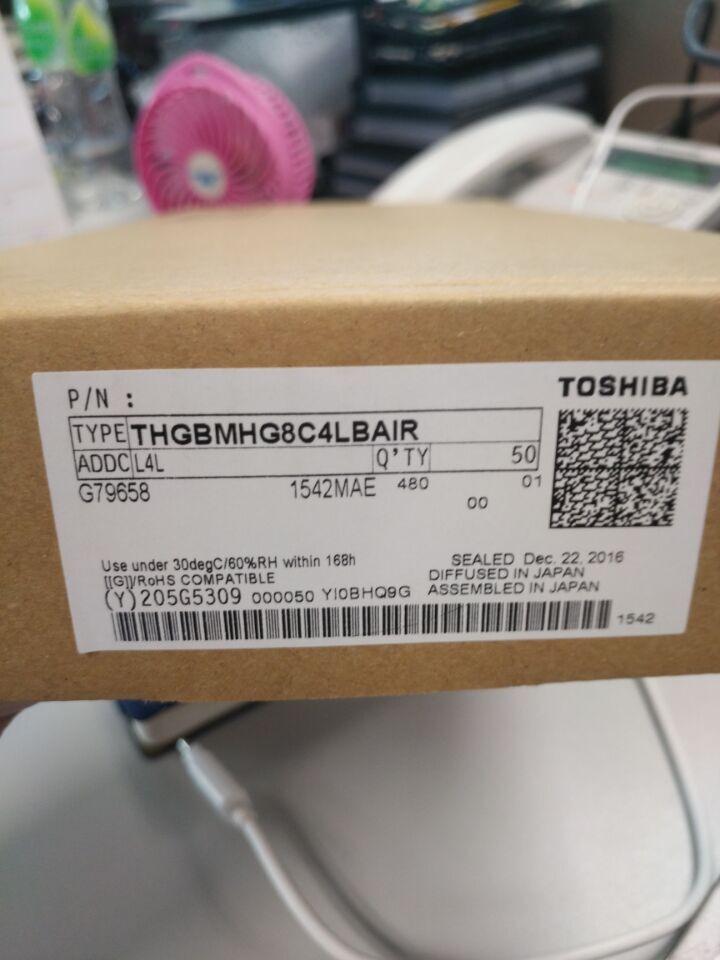 P/N :
TOSHIBA
TYPE THGBMHG8C4LBAIR
ADDC L4L Q'TY 50
G79658 1542MAE 480 00 01
Use under 30degC/60%RH within 168h
SEALED Dec. 22, 2016
[[G]]/RoHS COMPATIBLE
DIFFUSED IN JAPAN
(Y)205G5309 000050 YI0BHQ9G
ASSEMBLED IN JAPAN
1542